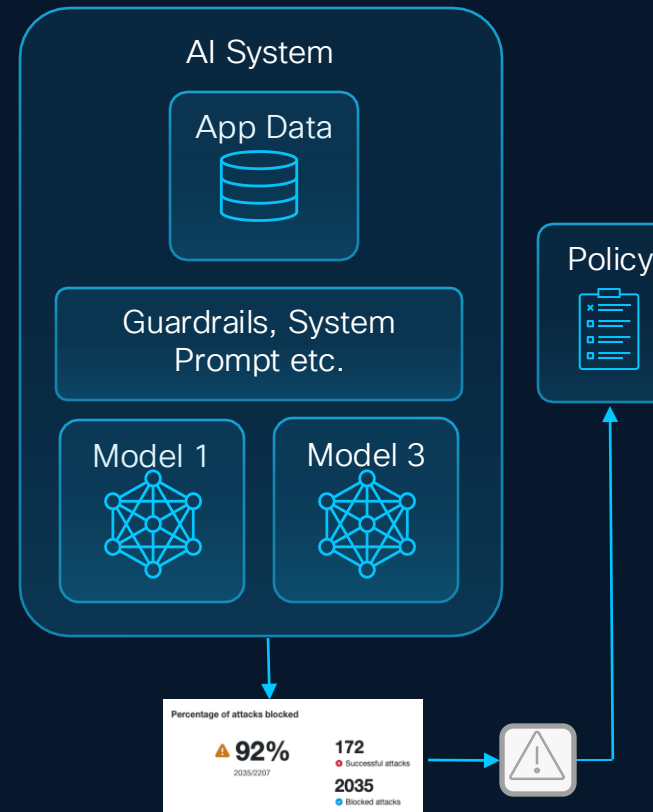 AI System
App Data
Guardrails, System
Prompt etc.
Model 1
Model 3
Policy
Percentage of attacks blocked
92%
2035/2207
172
Successful attacks
2035
Blocked attacks